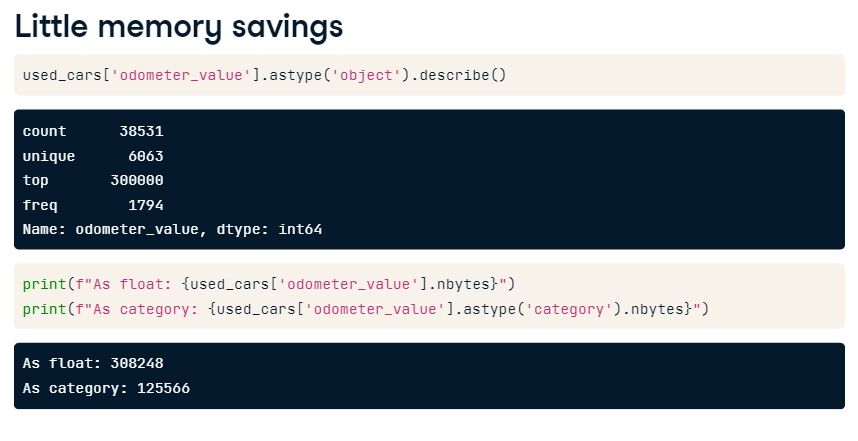 Little memory savings
used_cars['odometer_value'].astype('object').describe()
count      38531
unique      6063
top       300000
freq        1794
Name: odometer_value, dtype: int64
print(f"As float: {used_cars['odometer_value'].nbytes}")
print(f"As category: {used_cars['odometer_value'].astype('category').nbytes}")
As float: 308248
As category: 125566